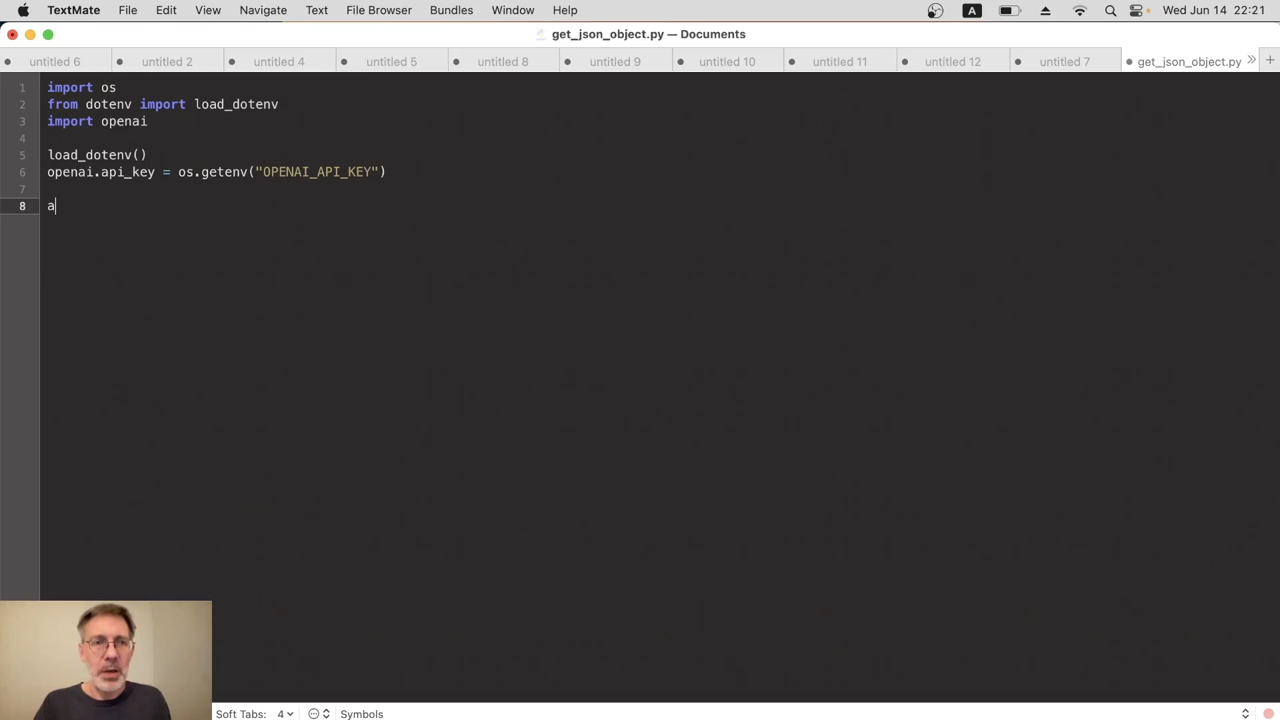 TextMate File Edit View Navigate Text File Browser Bundles Window Help A Wed Jun 14 22:21
get_json_object.py — Documents
untitled 6 untitled 2 untitled 4 untitled 5 untitled 8 untitled 9 untitled 10 untitled 11 untitled 12 untitled 7 get_json_object.py
1 import os
2 from dotenv import load_dotenv
3 import openai
4
5 load_dotenv()
6 openai.api_key = os.getenv("OPENAI_API_KEY")
7
8 a
Soft Tabs: 4 Symbols